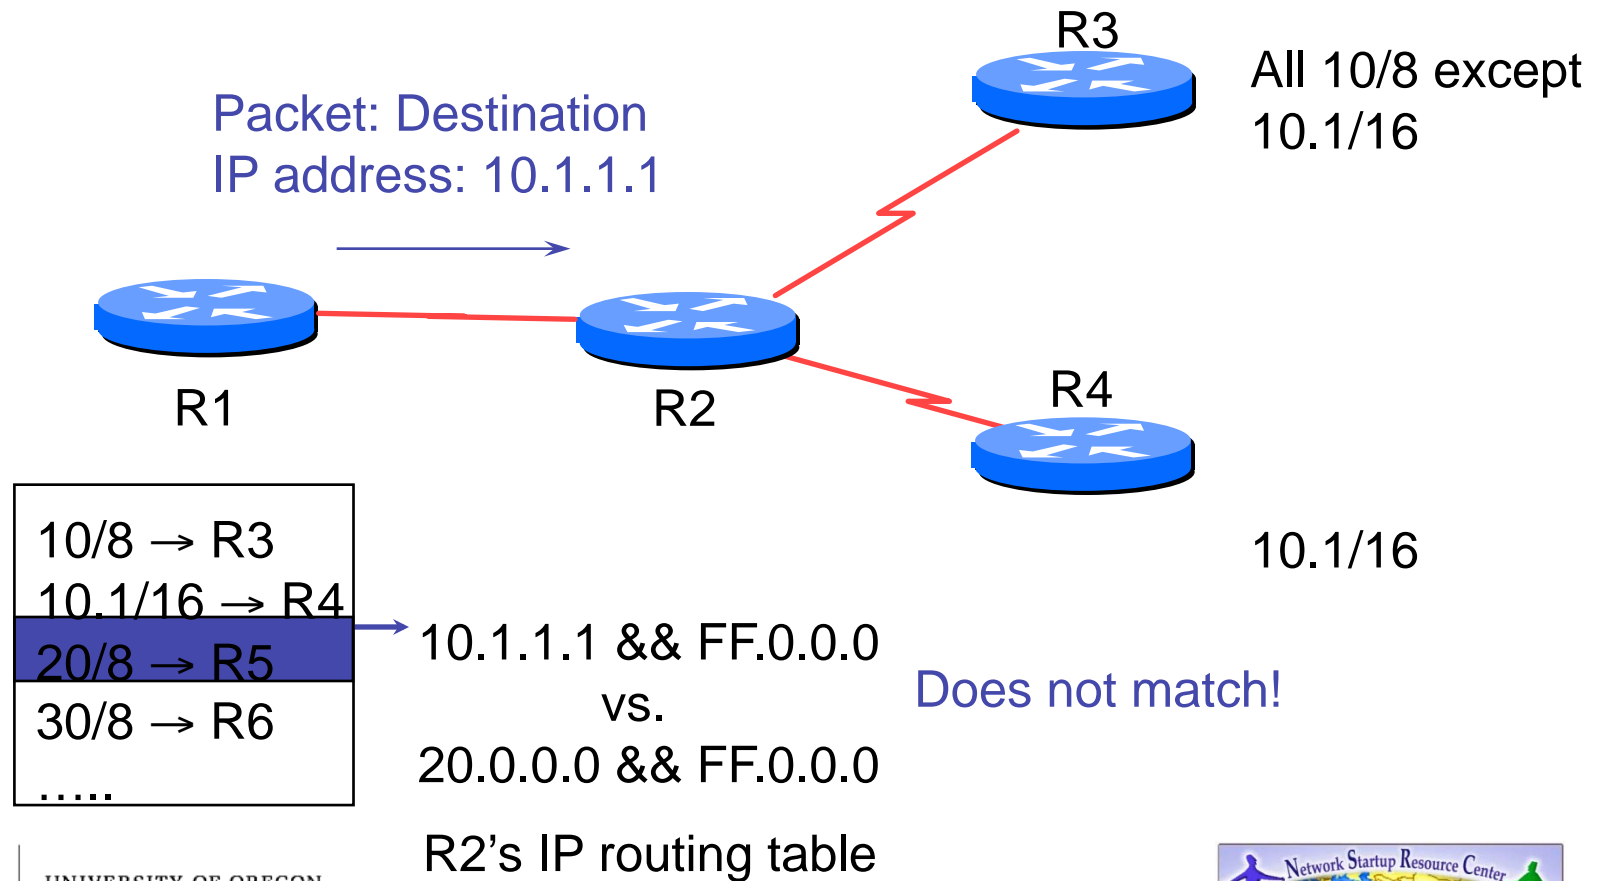 R3
All 10/8 except
10.1/16
Packet: Destination
IP address: 10.1.1.1
R1
R2
R4
10.1/16
10/8 → R3
10.1/16 → R4
20/8 → R5
30/8 → R6
…..
10.1.1.1 && FF.0.0.0
vs.
20.0.0.0 && FF.0.0.0
Does not match!
R2’s IP routing table
UNIVERSITY OF OREGON
Network Startup Resource Center